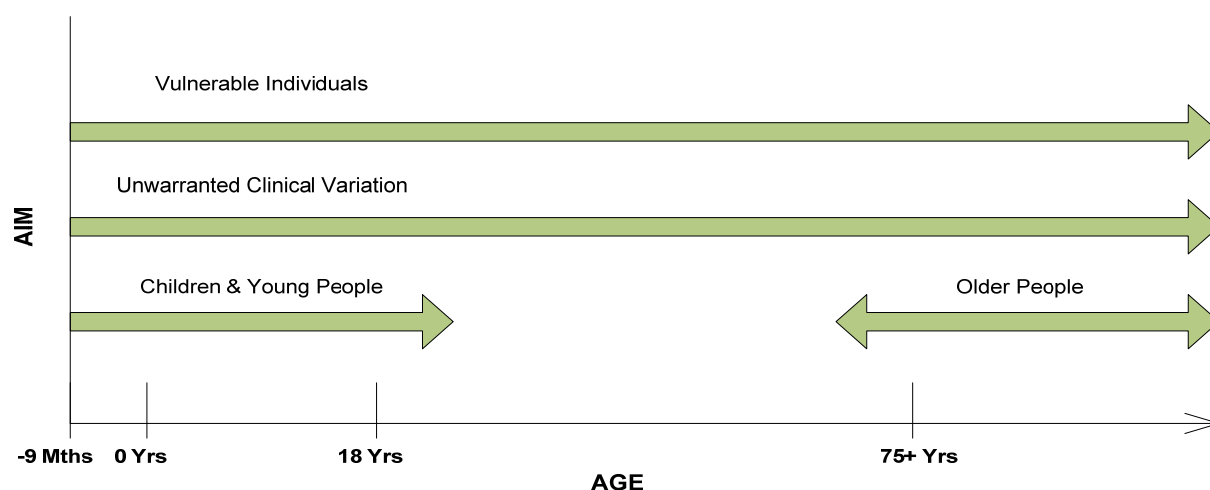 Vulnerable Individuals
Unwarranted Clinical Variation
AIM
Children & Young People
Older People
-9 Mths
0 Yrs
18 Yrs
75+ Yrs
AGE